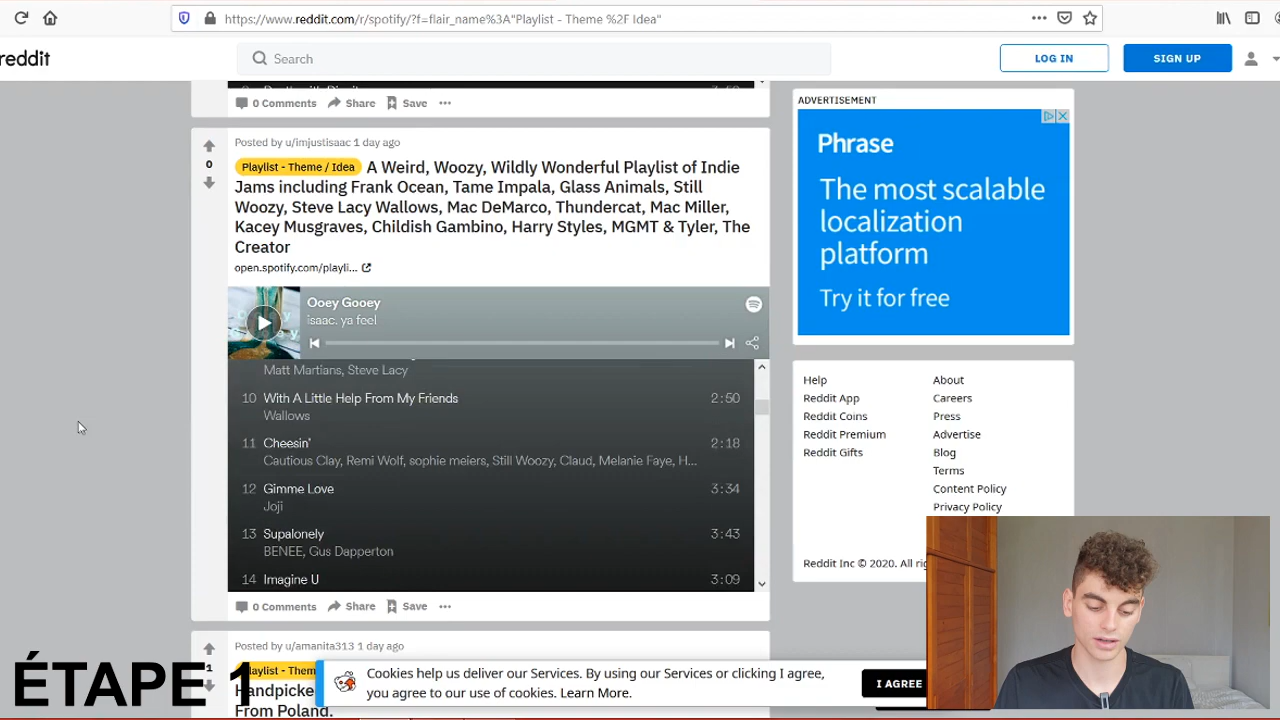 https://www.reddit.com/r/spotify/?f=flair_name%3A"Playlist - Theme %2F Idea"
reddit
Search
LOG IN
SIGN UP
0 Comments
Share
Save
Posted by u/imjustisaac 1 day ago
0
Playlist - Theme / Idea A Weird, Woozy, Wildly Wonderful Playlist of Indie
Jams including Frank Ocean, Tame Impala, Glass Animals, Still
Woozy, Steve Lacy Wallows, Mac DeMarco, Thundercat, Mac Miller,
Kacey Musgraves, Childish Gambino, Harry Styles, MGMT & Tyler, The
Creator
open.spotify.com/playli...
Ooey Gooey
isaac. ya feel
Matt Martians, Steve Lacy
10 With A Little Help From My Friends 2:50
Wallows
11 Cheesin' 2:18
Cautious Clay, Remi Wolf, sophie meiers, Still Woozy, Claud, Melanie Faye, H...
12 Gimme Love 3:34
Joji
13 Supalonely 3:43
BENEE, Gus Dapperton
14 Imagine U 3:09
0 Comments
Share
Save
Posted by u/amanita313 1 day ago
1
Playlist - Them
Handpicke
From Poland.
ADVERTISEMENT
Phrase
The most scalable
localization
platform
Try it for free
Help
About
Reddit App
Careers
Reddit Coins
Press
Reddit Premium
Advertise
Reddit Gifts
Blog
Terms
Content Policy
Privacy Policy
Reddit Inc © 2020. All rig
Cookies help us deliver our Services. By using our Services or clicking I agree,
you agree to our use of cookies. Learn More.
I AGREE
ÉTAPE 1